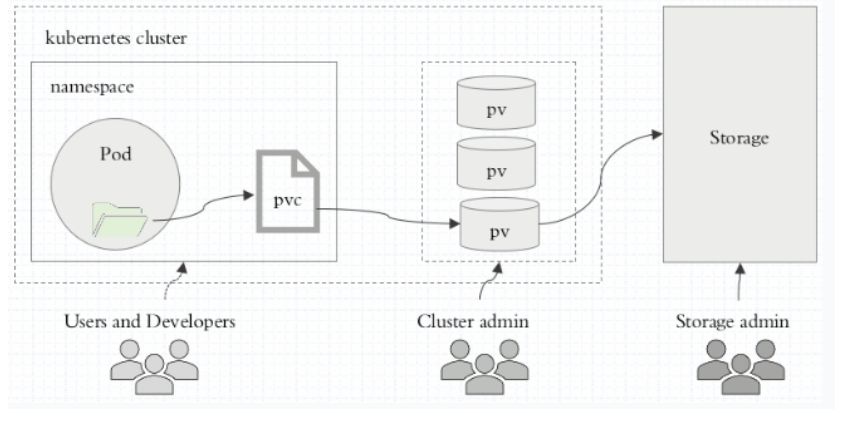 kubernetes cluster
namespace
Pod
pvc
pv
pv
pv
Storage
Users and Developers
Cluster admin
Storage admin